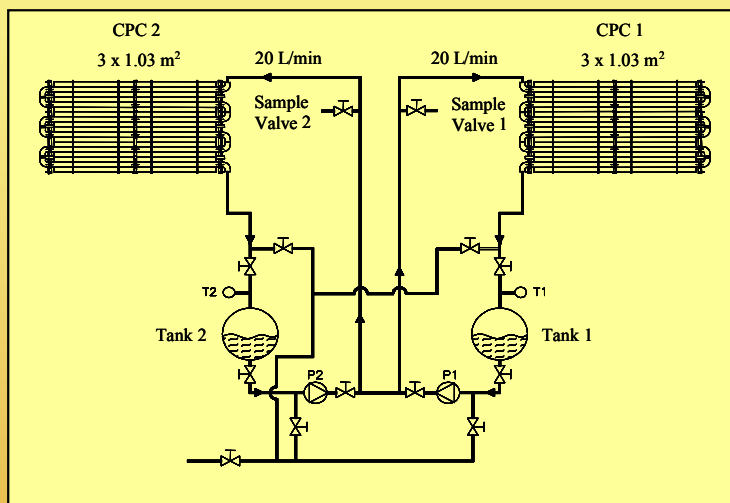 CPC 2
3 x 1.03 m²
20 L/min
20 L/min
CPC 1
3 x 1.03 m²
Sample
Valve 2
Sample
Valve 1
T2
T1
Tank 2
Tank 1
P2
P1